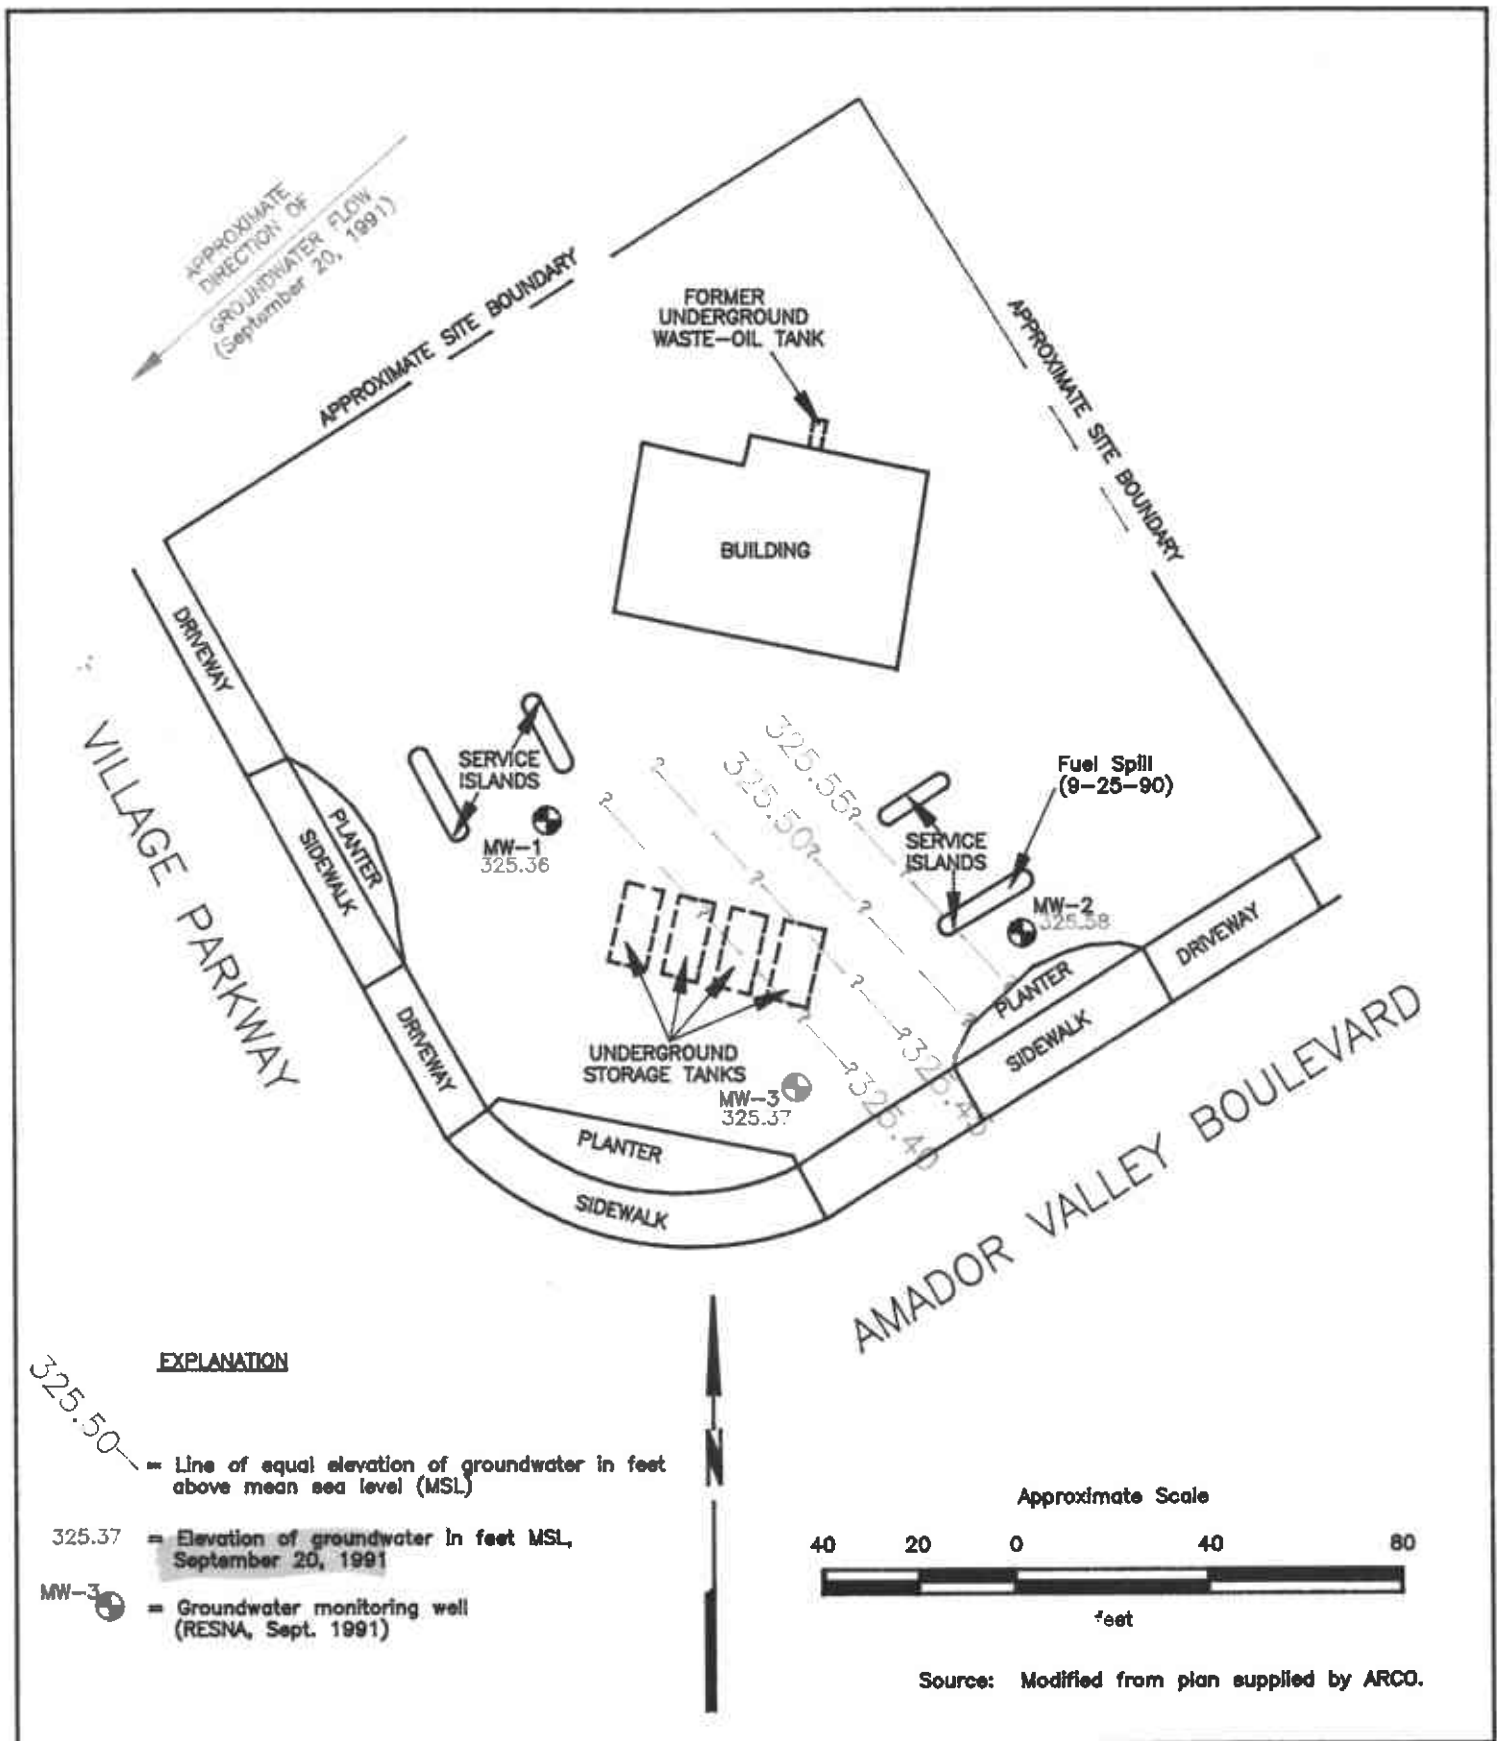 APPROXIMATE
DIRECTION OF
GROUNDWATER FLOW
(September 20, 1991)
APPROXIMATE SITE BOUNDARY
APPROXIMATE SITE BOUNDARY
FORMER
UNDERGROUND
WASTE-OIL TANK
BUILDING
DRIVEWAY
VILLAGE PARKWAY
SERVICE
ISLANDS
MW-1
325.36
PLANTER
SIDEWALK
DRIVEWAY
325.55?
325.50?
?
?
?
?
?
?
?
?
?
?
?
?
?325.45
?325.40
Fuel Spill
(9-25-90)
SERVICE
ISLANDS
MW-2
325.58
PLANTER
SIDEWALK
DRIVEWAY
UNDERGROUND
STORAGE TANKS
MW-3
325.37
PLANTER
SIDEWALK
AMADOR VALLEY BOULEVARD
N
EXPLANATION
325.50
= Line of equal elevation of groundwater in feet
above mean sea level (MSL)
325.37 = Elevation of groundwater in feet MSL,
September 20, 1991
MW-3 = Groundwater monitoring well
(RESNA, Sept. 1991)
Approximate Scale
40 20 0 40 80
feet
Source: Modified from plan supplied by ARCO.